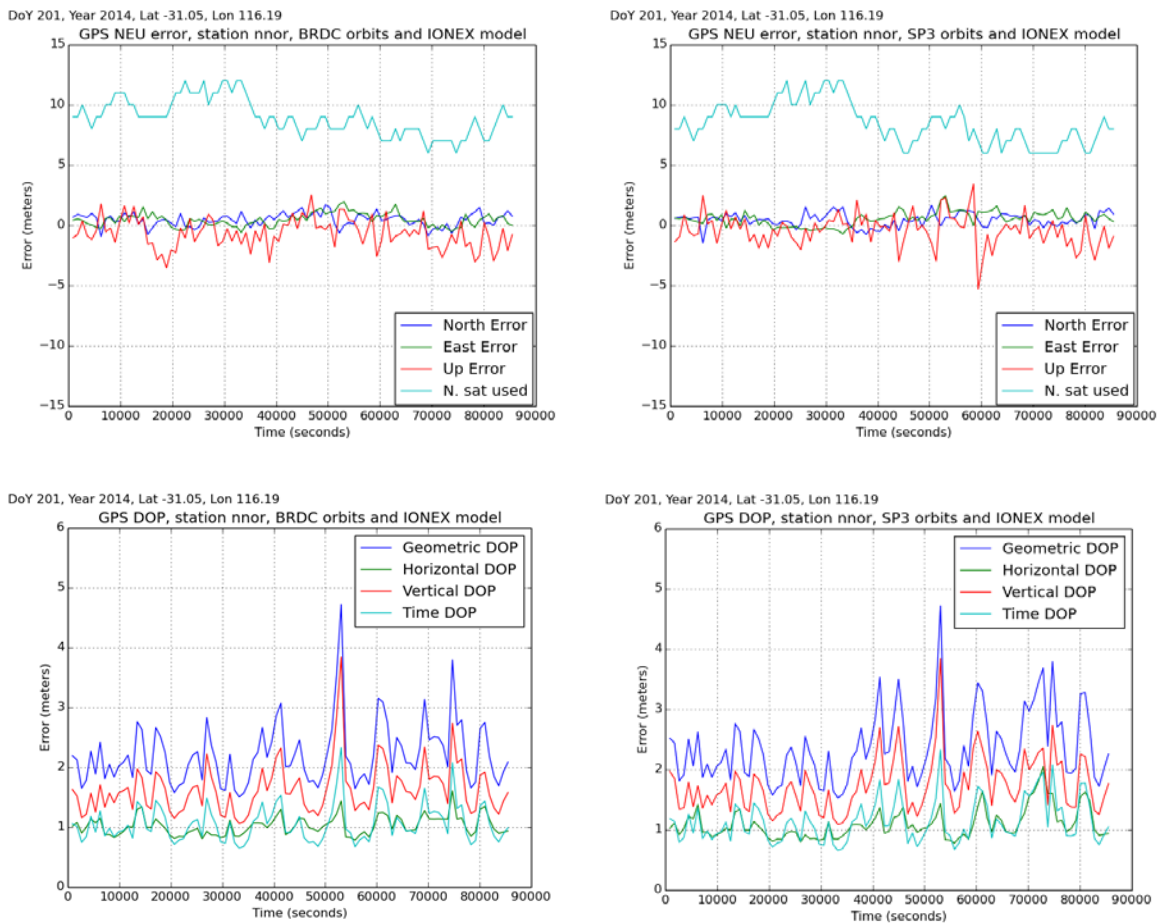 DoY 201, Year 2014, Lat -31.05, Lon 116.19
GPS NEU error, station nnor, BRDC orbits and IONEX model
15
10
5
0
−5
−10
−15
Error (meters)
North Error
East Error
Up Error
N. sat used
0 10000 20000 30000 40000 50000 60000 70000 80000 90000
Time (seconds)
DoY 201, Year 2014, Lat -31.05, Lon 116.19
GPS NEU error, station nnor, SP3 orbits and IONEX model
15
10
5
0
−5
−10
−15
Error (meters)
North Error
East Error
Up Error
N. sat used
0 10000 20000 30000 40000 50000 60000 70000 80000 90000
Time (seconds)
DoY 201, Year 2014, Lat -31.05, Lon 116.19
GPS DOP, station nnor, BRDC orbits and IONEX model
6
5
4
3
2
1
0
Error (meters)
Geometric DOP
Horizontal DOP
Vertical DOP
Time DOP
0 10000 20000 30000 40000 50000 60000 70000 80000 90000
Time (seconds)
DoY 201, Year 2014, Lat -31.05, Lon 116.19
GPS DOP, station nnor, SP3 orbits and IONEX model
6
5
4
3
2
1
0
Error (meters)
Geometric DOP
Horizontal DOP
Vertical DOP
Time DOP
0 10000 20000 30000 40000 50000 60000 70000 80000 90000
Time (seconds)